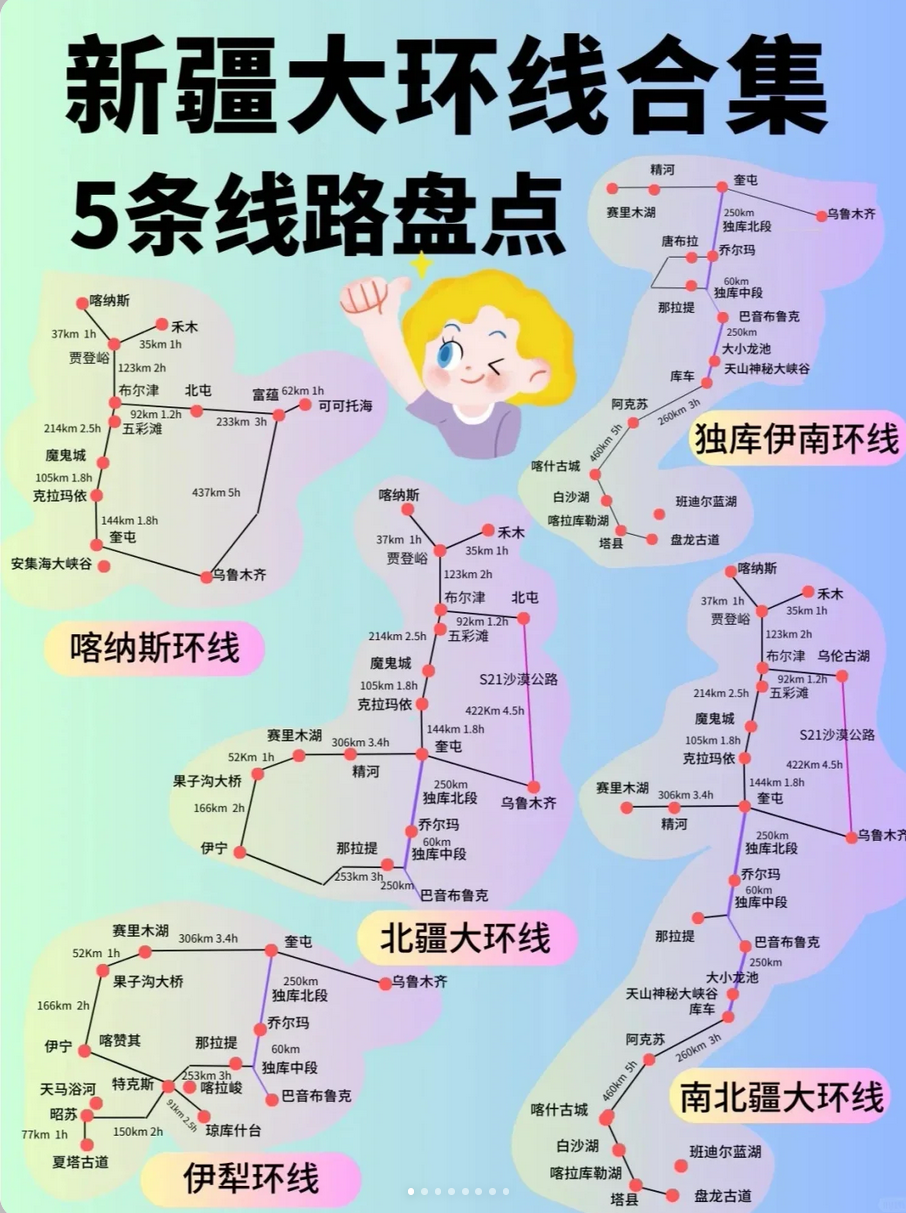 新疆大环线合集
5条线路盘点
喀纳斯
禾木
37km 1h
35km 1h
贾登峪
123km 2h
布尔津
北屯
富蕴
62km 1h
可可托海
92km 1.2h
233km 3h
五彩滩
214km 2.5h
魔鬼城
105km 1.8h
克拉玛依
437km 5h
144km 1.8h
奎屯
安集海大峡谷
乌鲁木齐
喀纳斯环线
精河
奎屯
赛里木湖
乌鲁木齐
250km
独库北段
唐布拉
乔尔玛
60km
独库中段
那拉提
巴音布鲁克
250km
大小龙池
天山神秘大峡谷
库车
阿克苏
260km 3h
460km 5h
喀什古城
白沙湖
班迪尔蓝湖
喀拉库勒湖
塔县
盘龙古道
独库伊南环线
喀纳斯
禾木
37km 1h
35km 1h
贾登峪
123km 2h
布尔津
北屯
92km 1.2h
五彩滩
214km 2.5h
魔鬼城
S21沙漠公路
105km 1.8h
克拉玛依
422Km 4.5h
144km 1.8h
赛里木湖
306km 3.4h
奎屯
52Km 1h
精河
果子沟大桥
250km
独库北段
乌鲁木齐
166km 2h
乔尔玛
60km
伊宁
那拉提
独库中段
253km 3h
250km
巴音布鲁克
北疆大环线
赛里木湖
306km 3.4h
奎屯
52Km 1h
果子沟大桥
250km
乌鲁木齐
独库北段
166km 2h
乔尔玛
伊宁
喀赞其
那拉提
60km
独库中段
253km 3h
天马浴河
特克斯
喀拉峻
巴音布鲁克
昭苏
91km 2.5h
77km 1h
150km 2h
琼库什台
夏塔古道
伊犁环线
喀纳斯
禾木
37km 1h
35km 1h
贾登峪
123km 2h
布尔津
乌伦古湖
92km 1.2h
五彩滩
214km 2.5h
魔鬼城
S21沙漠公路
105km 1.8h
克拉玛依
422Km 4.5h
144km 1.8h
赛里木湖
306km 3.4h
奎屯
精河
乌鲁木齐
250km
独库北段
乔尔玛
60km
独库中段
那拉提
巴音布鲁克
250km
大小龙池
天山神秘大峡谷
库车
阿克苏
260km 3h
460km 5h
喀什古城
白沙湖
班迪尔蓝湖
喀拉库勒湖
塔县
盘龙古道
南北疆大环线